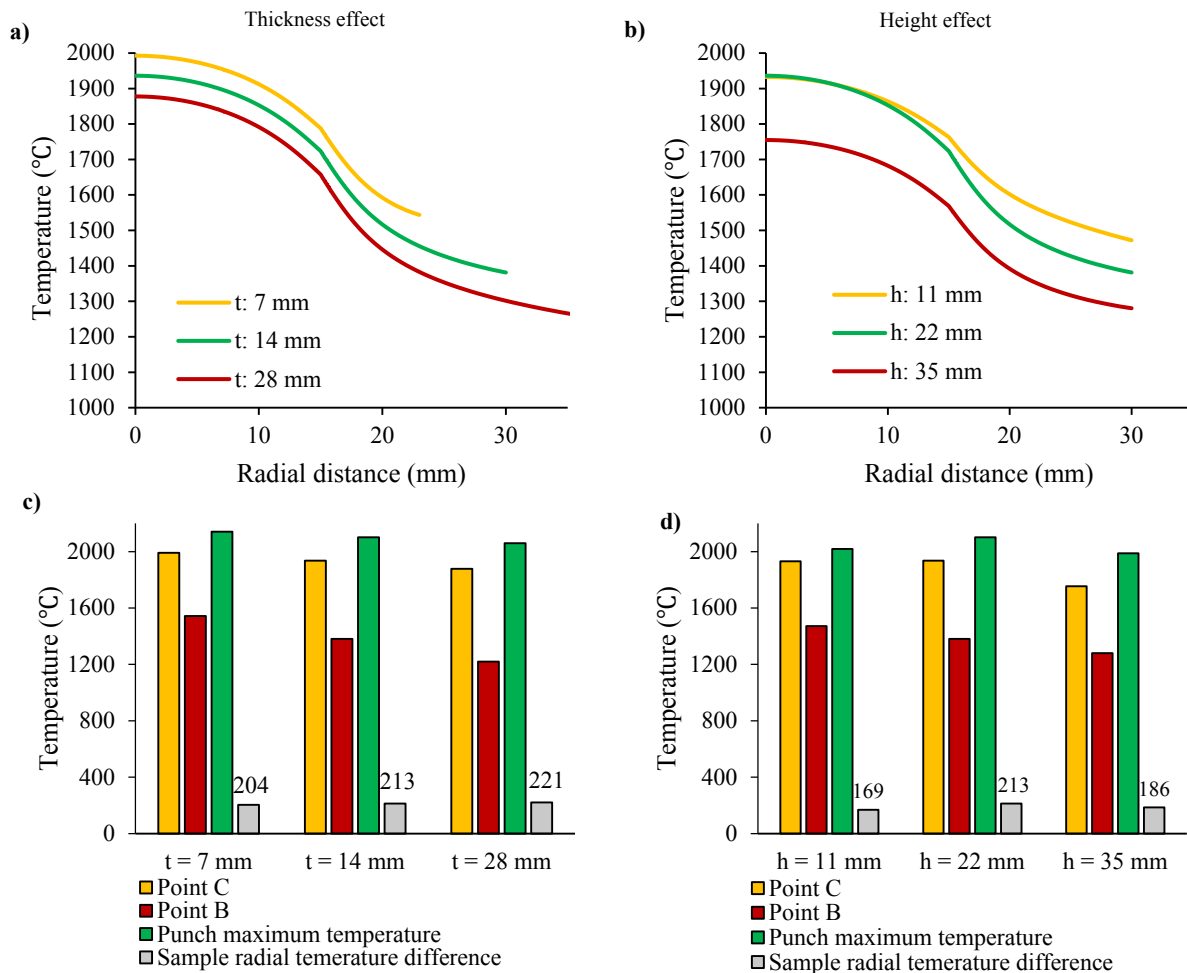 a)
Thickness effect
2000
1900
1800
1700
1600
1500
1400
1300
1200
1100
1000
Temperature (°C)
t: 7 mm
t: 14 mm
t: 28 mm
0 10 20 30
Radial distance (mm)
b)
Height effect
2000
1900
1800
1700
1600
1500
1400
1300
1200
1100
1000
Temperature (°C)
h: 11 mm
h: 22 mm
h: 35 mm
0 10 20 30
Radial distance (mm)
c)
2000
1600
1200
800
400
0
Temperature (°C)
204 213 221
t = 7 mm t = 14 mm t = 28 mm
Point C
Point B
Punch maximum temperature
Sample radial temerature difference
d)
2000
1600
1200
800
400
0
Temperature (°C)
169 213 186
h = 11 mm h = 22 mm h = 35 mm
Point C
Point B
Punch maximum temperature
Sample radial temerature difference